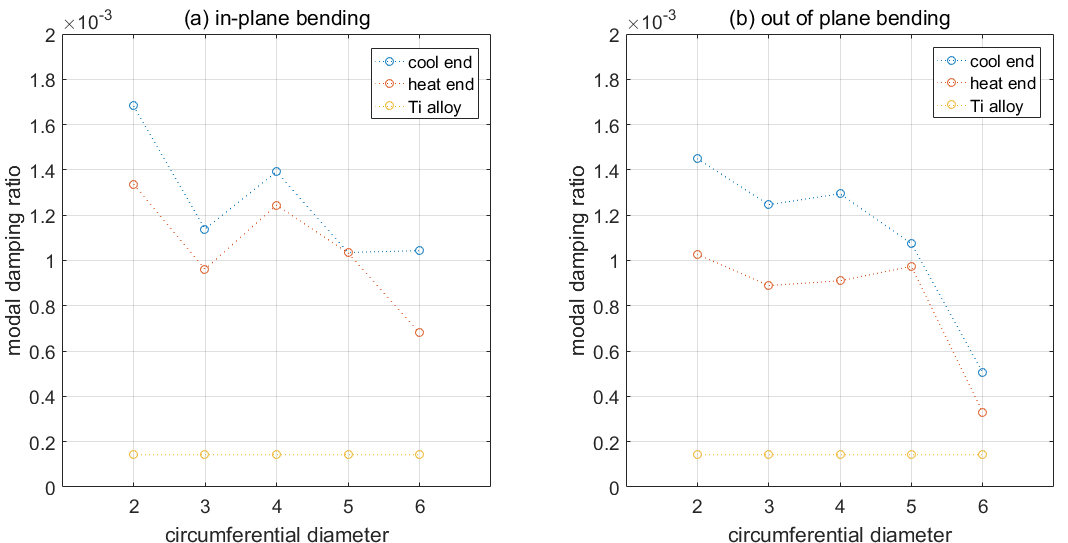 (a) in-plane bending
×10-3
2
1.8
1.6
1.4
1.2
1
0.8
0.6
0.4
0.2
0
modal damping ratio
cool end
heat end
Ti alloy
2 3 4 5 6
circumferential diameter
(b) out of plane bending
×10-3
2
1.8
1.6
1.4
1.2
1
0.8
0.6
0.4
0.2
0
modal damping ratio
cool end
heat end
Ti alloy
2 3 4 5 6
circumferential diameter